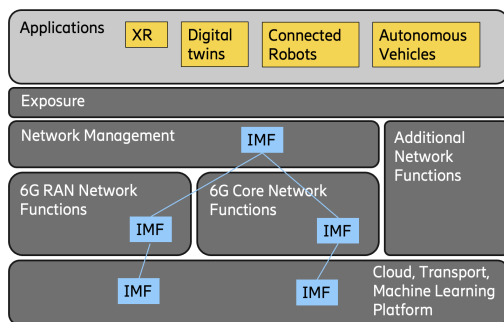 Applications
XR
Digital
twins
Connected
Robots
Autonomous
Vehicles
Exposure
Network Management
IMF
Additional
Network
Functions
6G RAN Network
Functions
IMF
6G Core Network
Functions
IMF
IMF
IMF
Cloud, Transport,
Machine Learning
Platform